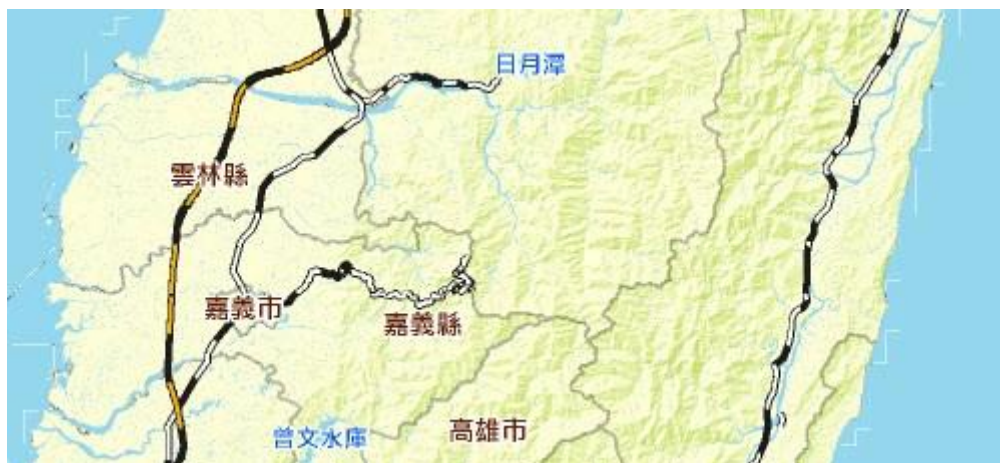 日月潭
雲林縣
嘉義市
嘉義縣
曾文水庫
高雄市